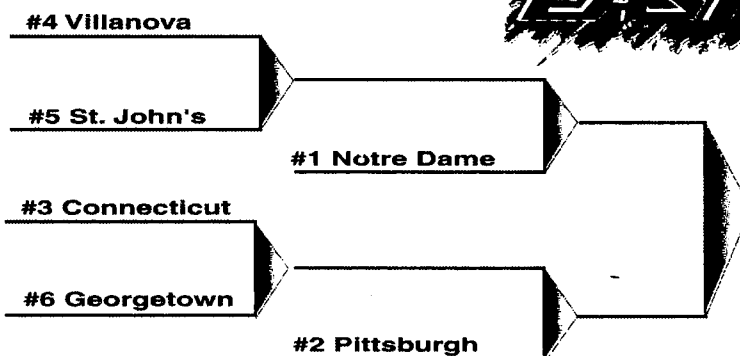 #4 Villanova
#5 St. John's
#1 Notre Dame
#3 Connecticut
#6 Georgetown
#2 Pittsburgh